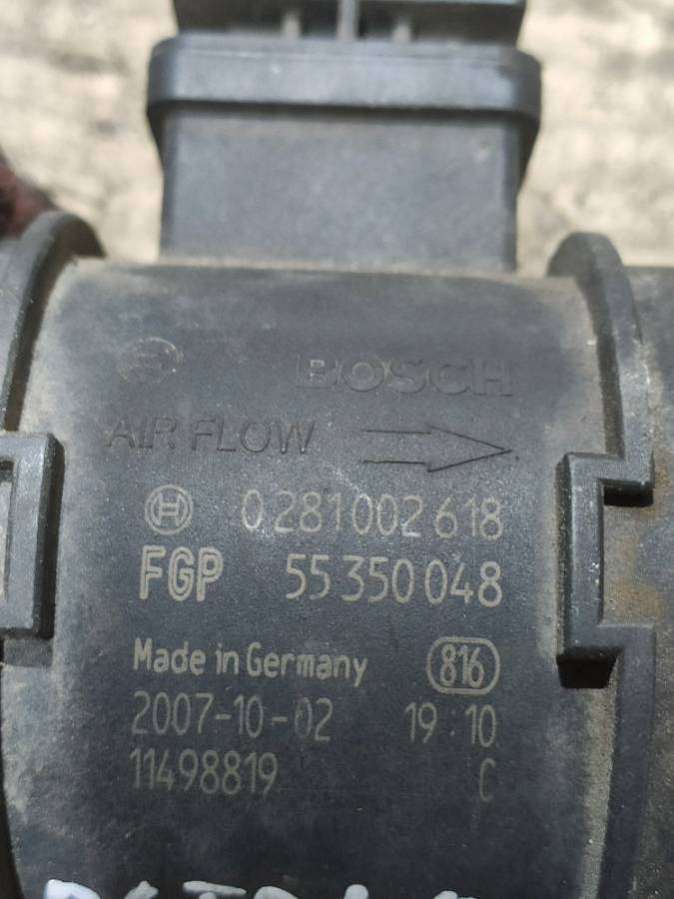 BOSCH
AIR FLOW
0 281 002 618
FGP 55 350 048
Made in Germany 816
2007-10-02 19:10
11498819 C